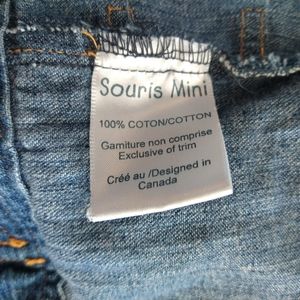 Souris Mini
100% COTON/COTTON
Garniture non comprise
Exclusive of trim
Créé au /Designed in
Canada